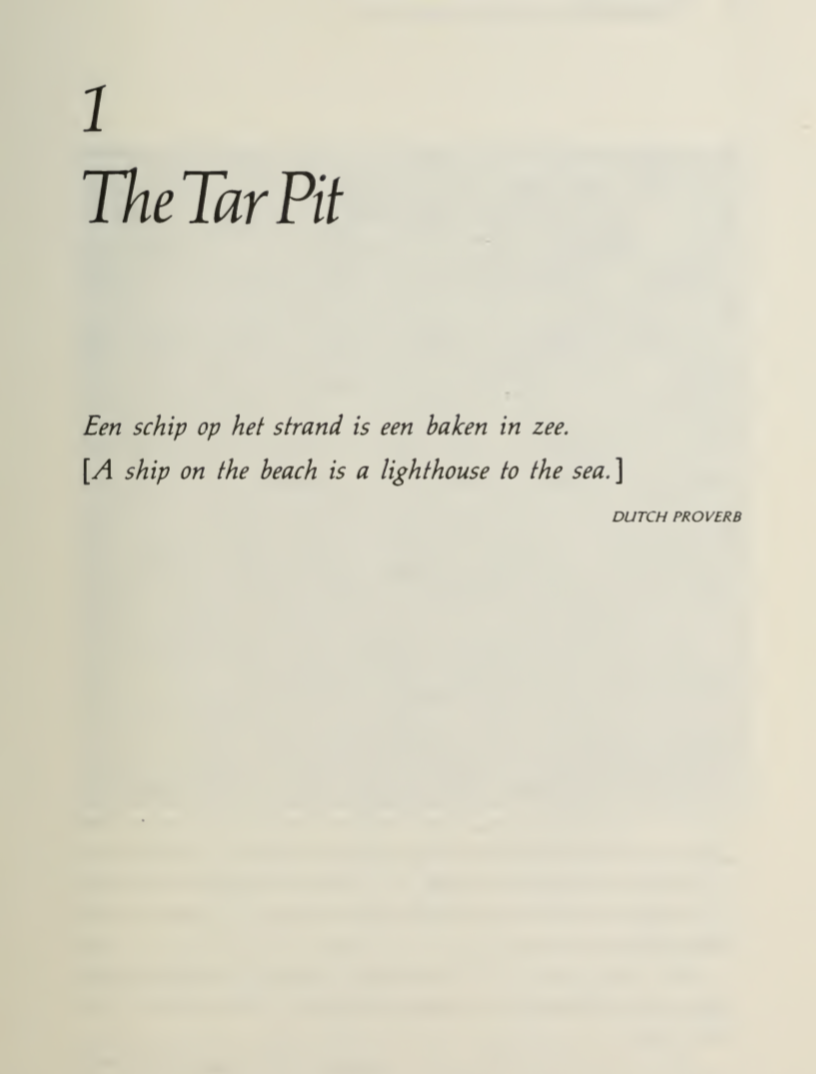 1
The Tar Pit
Een schip op het strand is een baken in zee.
[A ship on the beach is a lighthouse to the sea.]
DUTCH PROVERB